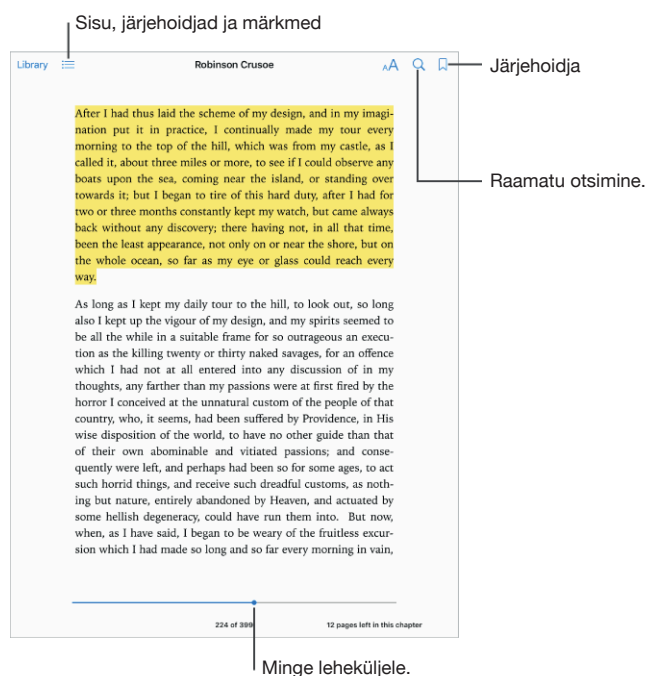 Sisu, järjehoidjad ja märkmed
Library
Robinson Crusoe
AA
Järjehoidja
Raamatu otsimine.
After I had thus laid the scheme of my design, and in my imagi-
nation put it in practice, I continually made my tour every
morning to the top of the hill, which was from my castle, as I
called it, about three miles or more, to see if I could observe any
boats upon the sea, coming near the island, or standing over
towards it; but I began to tire of this hard duty, after I had for
two or three months constantly kept my watch, but came always
back without any discovery; there having not, in all that time,
been the least appearance, not only on or near the shore, but on
the whole ocean, so far as my eye or glass could reach every
way.
As long as I kept my daily tour to the hill, to look out, so long
also I kept up the vigour of my design, and my spirits seemed to
be all the while in a suitable frame for so outrageous an execu-
tion as the killing twenty or thirty naked savages, for an offence
which I had not at all entered into any discussion of in my
thoughts, any farther than my passions were at first fired by the
horror I conceived at the unnatural custom of the people of that
country, who, it seems, had been suffered by Providence, in His
wise disposition of the world, to have no other guide than that
of their own abominable and vitiated passions; and conse-
quently were left, and perhaps had been so for some ages, to act
such horrid things, and receive such dreadful customs, as noth-
ing but nature, entirely abandoned by Heaven, and actuated by
some hellish degeneracy, could have run them into. But now,
when, as I have said, I began to be weary of the fruitless excur-
sion which I had made so long and so far every morning in vain,
224 of 399
12 pages left in this chapter
Minge leheküljele.